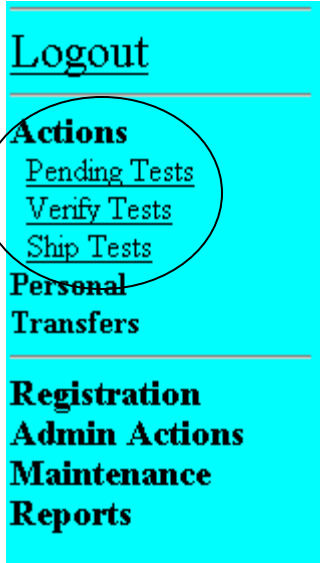 Logout
Actions
Pending Tests
Verify Tests
Ship Tests
Personal
Transfers
Registration
Admin Actions
Maintenance
Reports